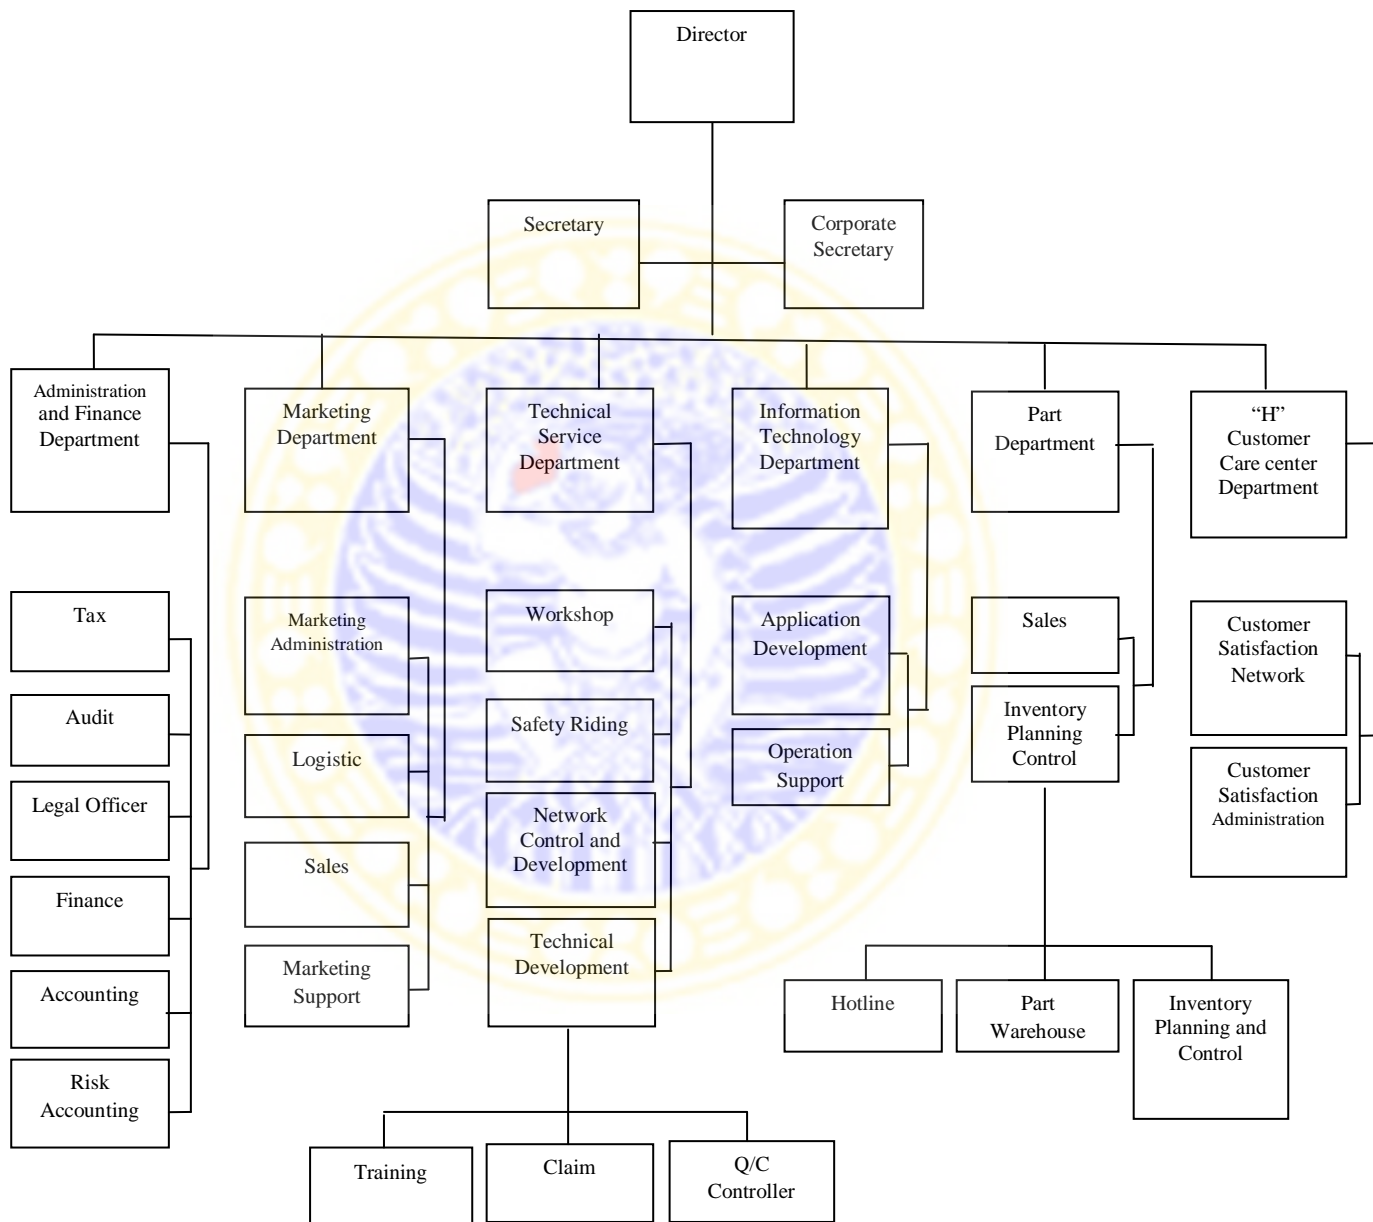 Director
Secretary
Corporate
Secretary
Administration
and Finance
Department
Marketing
Department
Technical
Service
Department
Information
Technology
Department
Part
Department
“H”
Customer
Care center
Department
Tax
Audit
Legal Officer
Finance
Accounting
Risk
Accounting
Marketing
Administration
Logistic
Sales
Marketing
Support
Workshop
Safety Riding
Network
Control and
Development
Technical
Development
Application
Development
Operation
Support
Sales
Inventory
Planning
Control
Customer
Satisfaction
Network
Customer
Satisfaction
Administration
Hotline
Part
Warehouse
Inventory
Planning and
Control
Training
Claim
Q/C
Controller